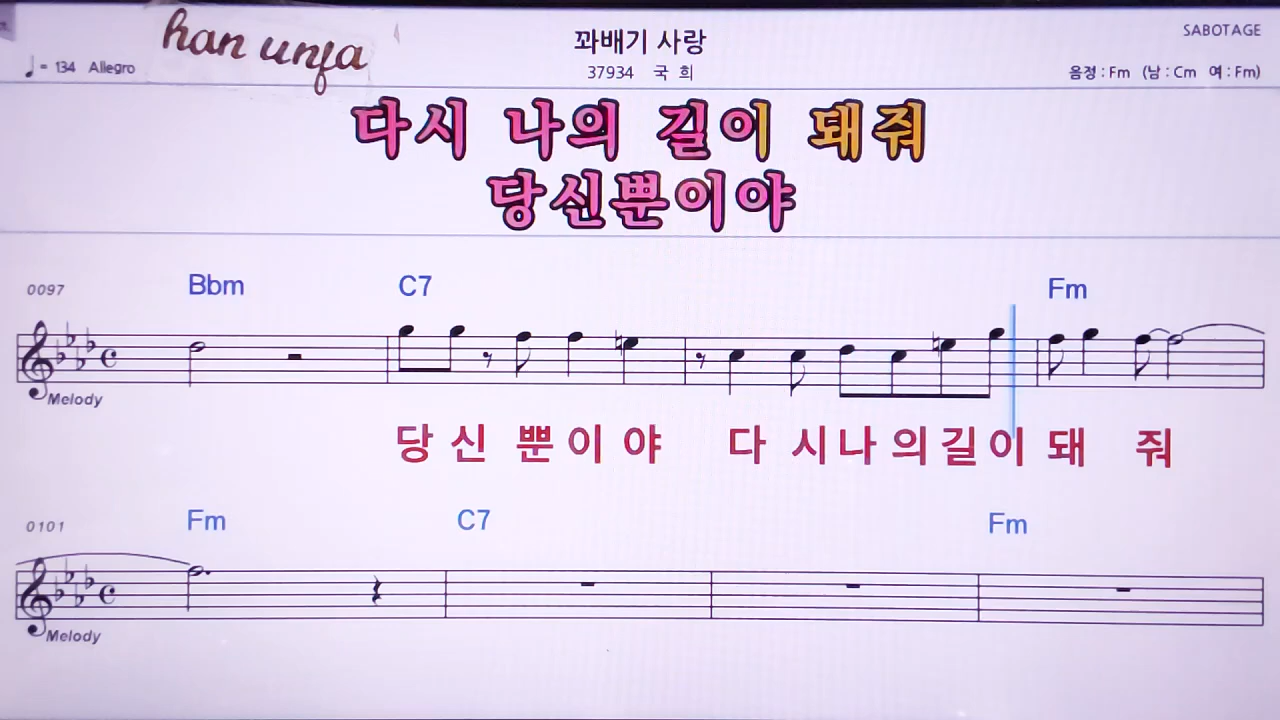 han unja
꽈배기 사랑
SABOTAGE
♩= 134 Allegro
37934 국 희
음정 : Fm (남 : Cm 여 : Fm)
다시 나의 길이 돼줘
당신뿐이야
0097 Bbm C7 Fm
Melody
당 신 뿐 이 야 다 시 나 의 길 이 돼 줘
0101 Fm C7 Fm
Melody